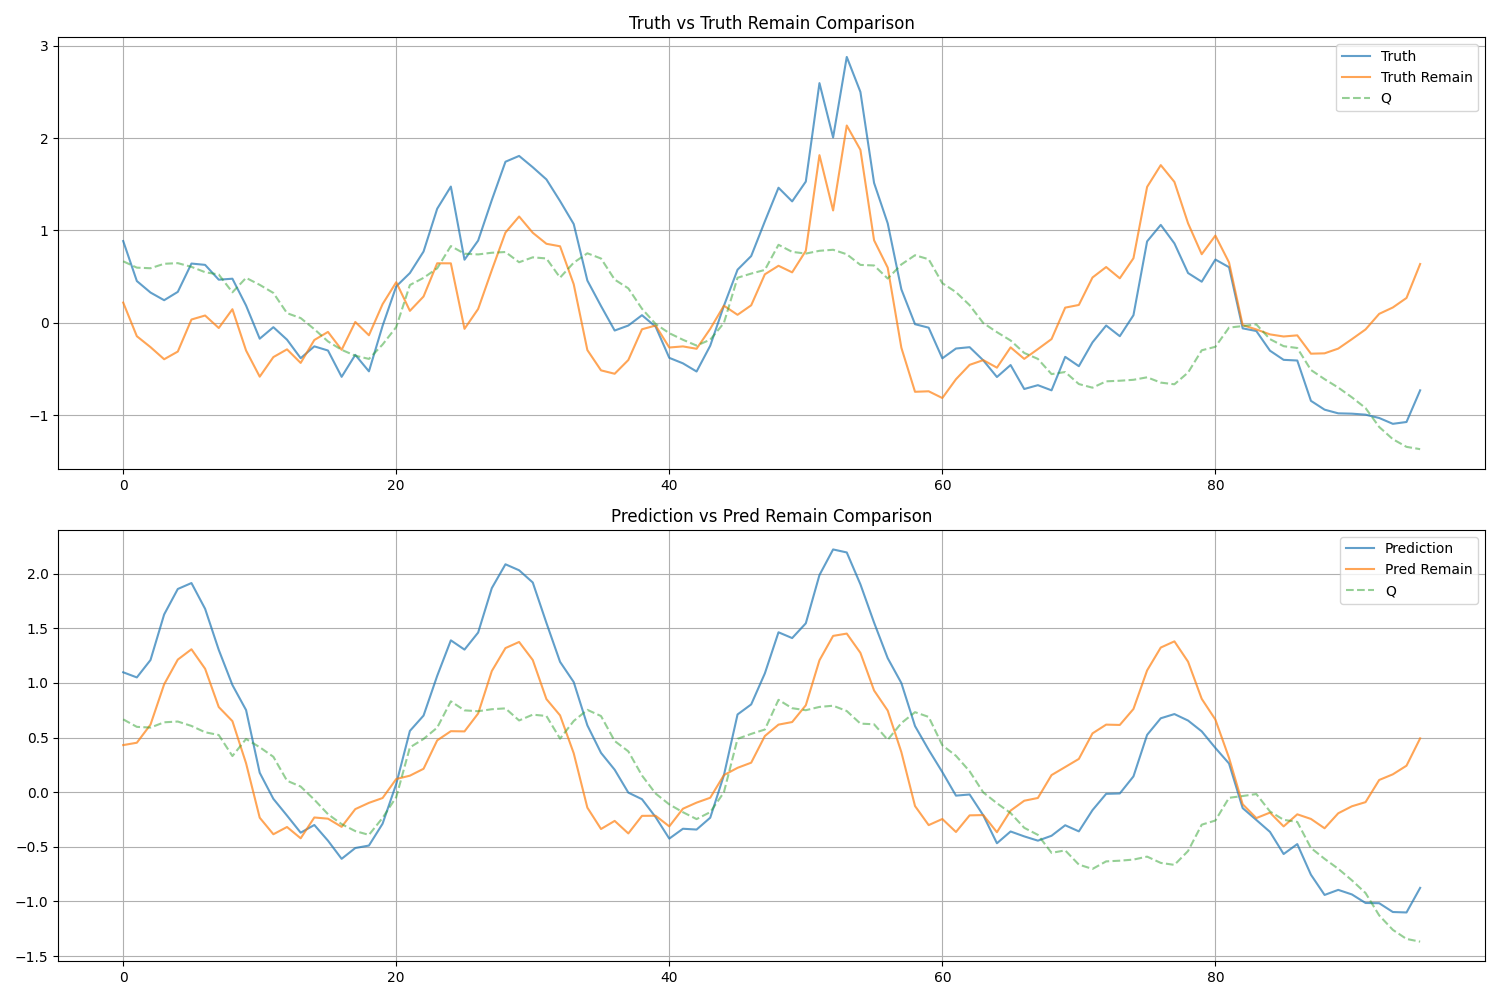 Truth vs Truth Remain Comparison
Truth
Truth Remain
Q
3
2
1
0
−1
0 20 40 60 80
Prediction vs Pred Remain Comparison
Prediction
Pred Remain
Q
2.0
1.5
1.0
0.5
0.0
−0.5
−1.0
−1.5
0 20 40 60 80